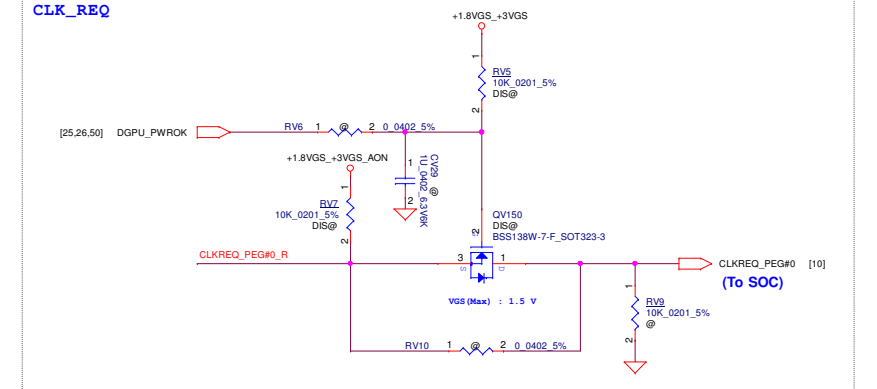 CLK_REQ
+1.8VGS_+3VGS
1
RV5
10K_0201_5%
DIS@
2
[25,26,50] DGPU_PWROK
RV6 1 @ 2 0_0402_5%
+1.8VGS_+3VGS_AON
1
CV29 @
1U_0402_6.3V6K
2
1
RV7
10K_0201_5%
DIS@
2
QV150
DIS@
BSS138W-7-F_SOT323-3
2
G
CLKREQ_PEG#0_R
3 1
S D
CLKREQ_PEG#0 [10]
(To SOC)
VGS(Max) : 1.5 V
1
RV9
10K_0201_5%
@
2
RV10 1 @ 2 0_0402_5%